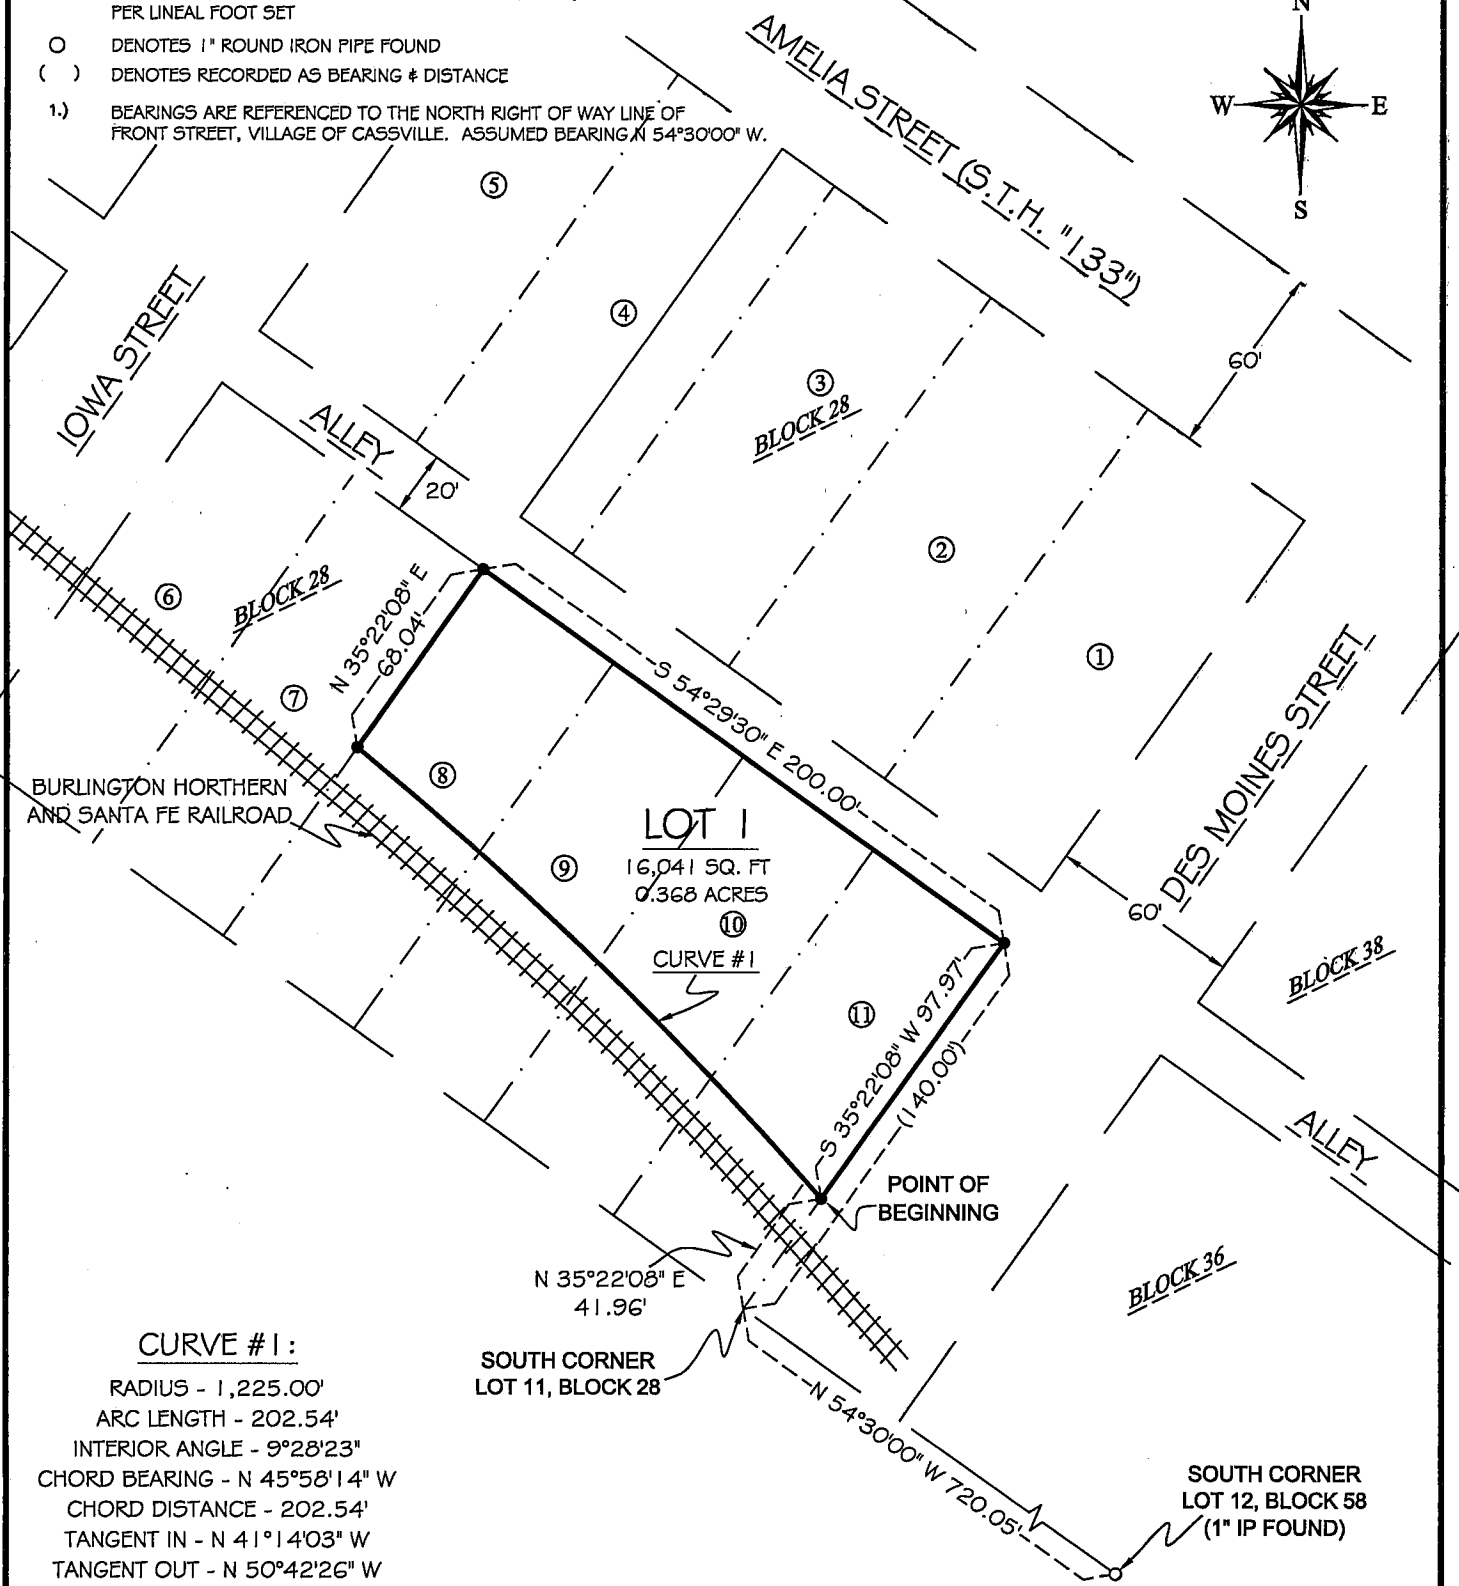 PER LINEAL FOOT SET
DENOTES 1" ROUND IRON PIPE FOUND
( ) DENOTES RECORDED AS BEARING & DISTANCE
1.) BEARINGS ARE REFERENCED TO THE NORTH RIGHT OF WAY LINE OF
FRONT STREET, VILLAGE OF CASSVILLE. ASSUMED BEARING N 54°30'00" W.
N
W E
S
AMELIA STREET (S.T.H. "133")
5
4
3
BLOCK 28
60'
IOWA STREET
ALLEY
20'
2
1
6
BLOCK 28
7
N 35°22'08" E
68.04'
S 54°29'30" E 200.00'
DES MOINES STREET
60'
BURLINGTON HORTHERN
AND SANTA FE RAILROAD
8
9
LOT 1
16,041 SQ. FT
0.368 ACRES
10
CURVE #1
11
S 35°22'08" W 97.97'
(140.00')
BLOCK 38
ALLEY
POINT OF
BEGINNING
BLOCK 36
N 35°22'08" E
41.96'
SOUTH CORNER
LOT 11, BLOCK 28
N 54°30'00" W 720.05'
SOUTH CORNER
LOT 12, BLOCK 58
(1" IP FOUND)
CURVE #1:
RADIUS - 1,225.00'
ARC LENGTH - 202.54'
INTERIOR ANGLE - 9°28'23"
CHORD BEARING - N 45°58'14" W
CHORD DISTANCE - 202.54'
TANGENT IN - N 41°14'03" W
TANGENT OUT - N 50°42'26" W